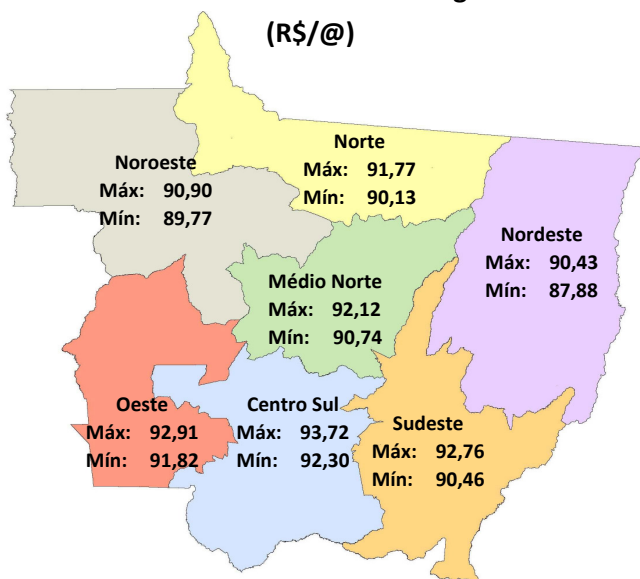 (R$/@)
Norte
Máx: 91,77
Mín: 90,13
Noroeste
Máx: 90,90
Mín: 89,77
Nordeste
Máx: 90,43
Mín: 87,88
Médio Norte
Máx: 92,12
Mín: 90,74
Oeste
Máx: 92,91
Mín: 91,82
Centro Sul
Máx: 93,72
Mín: 92,30
Sudeste
Máx: 92,76
Mín: 90,46